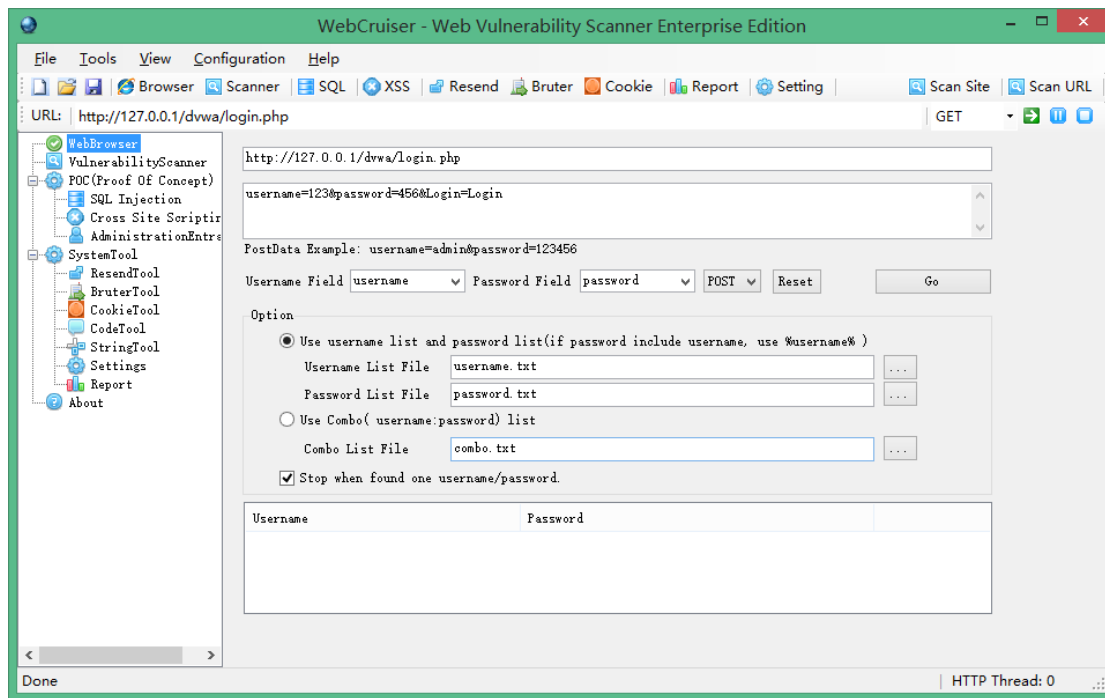 WebCruiser - Web Vulnerability Scanner Enterprise Edition
File Tools View Configuration Help
Browser Scanner SQL XSS Resend Bruter Cookie Report Setting Scan Site Scan URL
URL: http://127.0.0.1/dvwa/login.php GET
WebBrowser
VulnerabilityScanner
POC(Proof Of Concept)
SQL Injection
Cross Site Scriptin
AdministrationEntra
SystemTool
ResendTool
BruterTool
CookieTool
CodeTool
StringTool
Settings
Report
About
http://127.0.0.1/dvwa/login.php
username=123&password=456&Login=Login
PostData Example: username=admin&password=123456
Username Field username Password Field password POST Reset Go
Option
Use username list and password list(if password include username, use %username% )
Username List File username.txt ...
Password List File password.txt ...
Use Combo( username:password) list
Combo List File combo.txt ...
Stop when found one username/password.
Username Password
Done HTTP Thread: 0